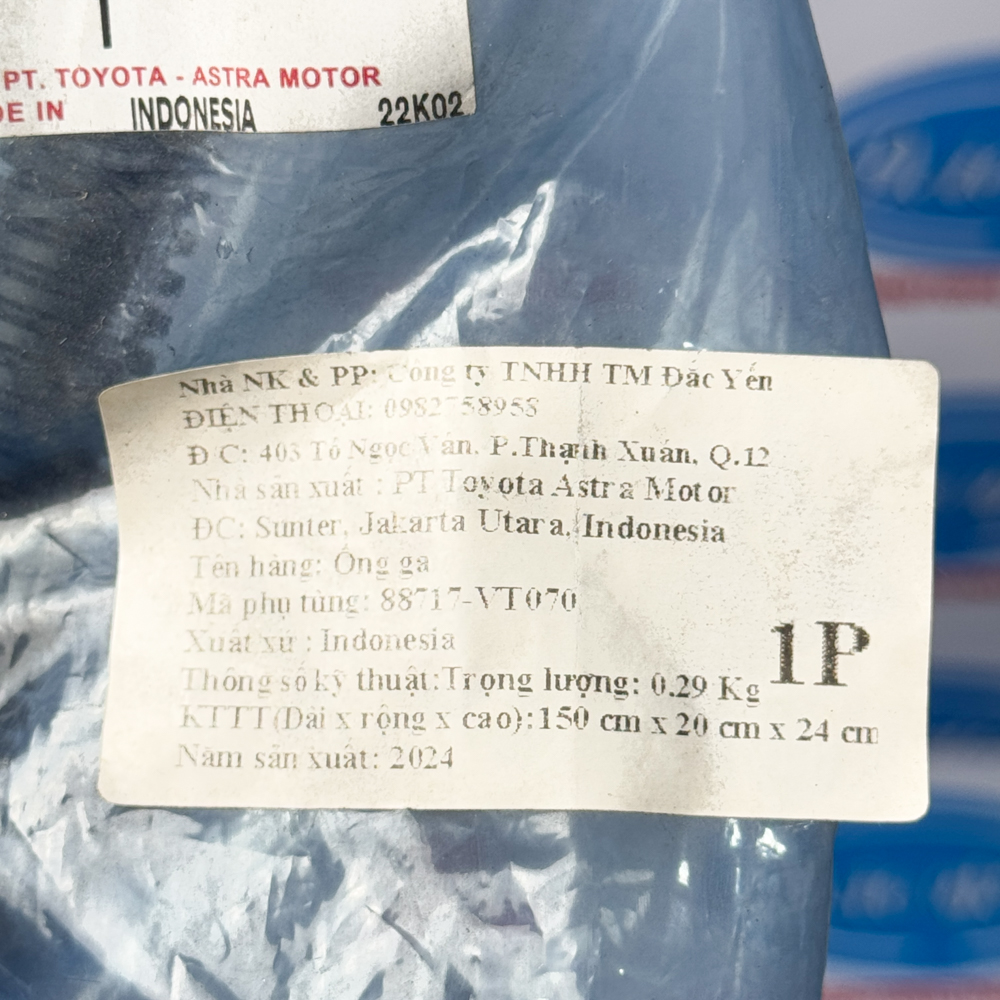 PT. TOYOTA - ASTRA MOTOR
DE IN INDONESIA 22K02
Nhà NK & PP: Công ty TNHH TM Đắc Yến
ĐIỆN THOẠI: 0982758958
ĐC: 403 Tô Ngọc Vân, P.Thạnh Xuân, Q.12
Nhà sản xuất : PT Toyota Astra Motor
ĐC: Sunter, Jakarta Utara, Indonesia
Tên hàng: Ống ga
Mã phụ tùng: 88717-VT070
Xuất xứ : Indonesia
1P
Thông số kỹ thuật:Trọng lượng: 0.29 Kg
KTTT(Dài x rộng x cao):150 cm x 20 cm x 24 cm
Năm sản xuất: 2024